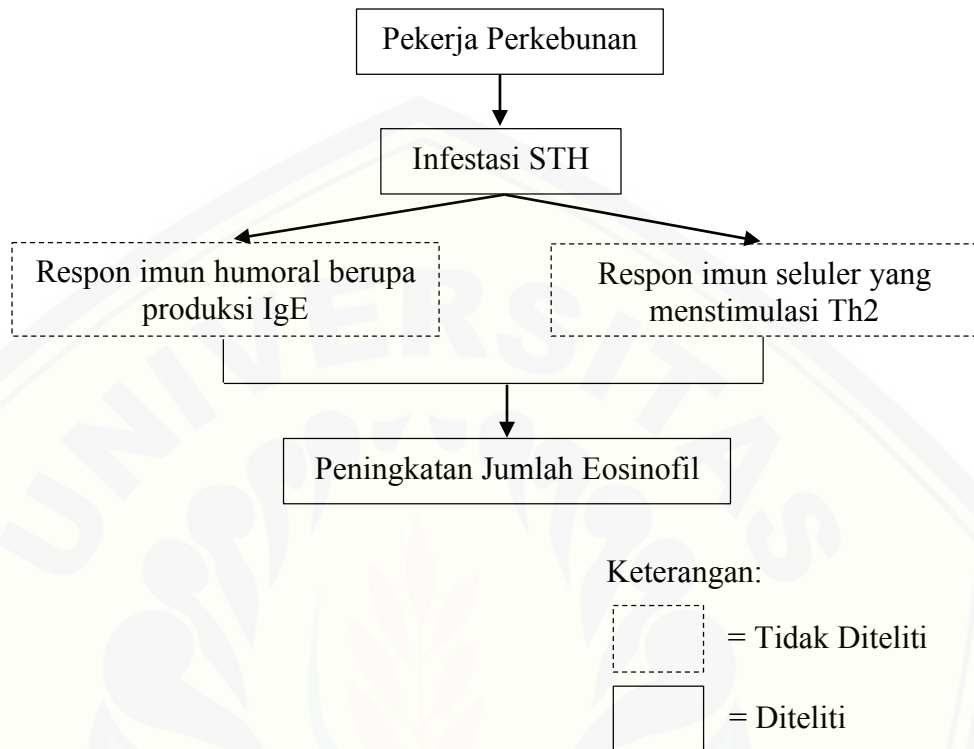 Pekerja Perkebunan
Infestasi STH
Respon imun humoral berupa
produksi IgE
Respon imun seluler yang
menstimulasi Th2
Peningkatan Jumlah Eosinofil
Keterangan:
= Tidak Diteliti
= Diteliti
UNIVERSITAS